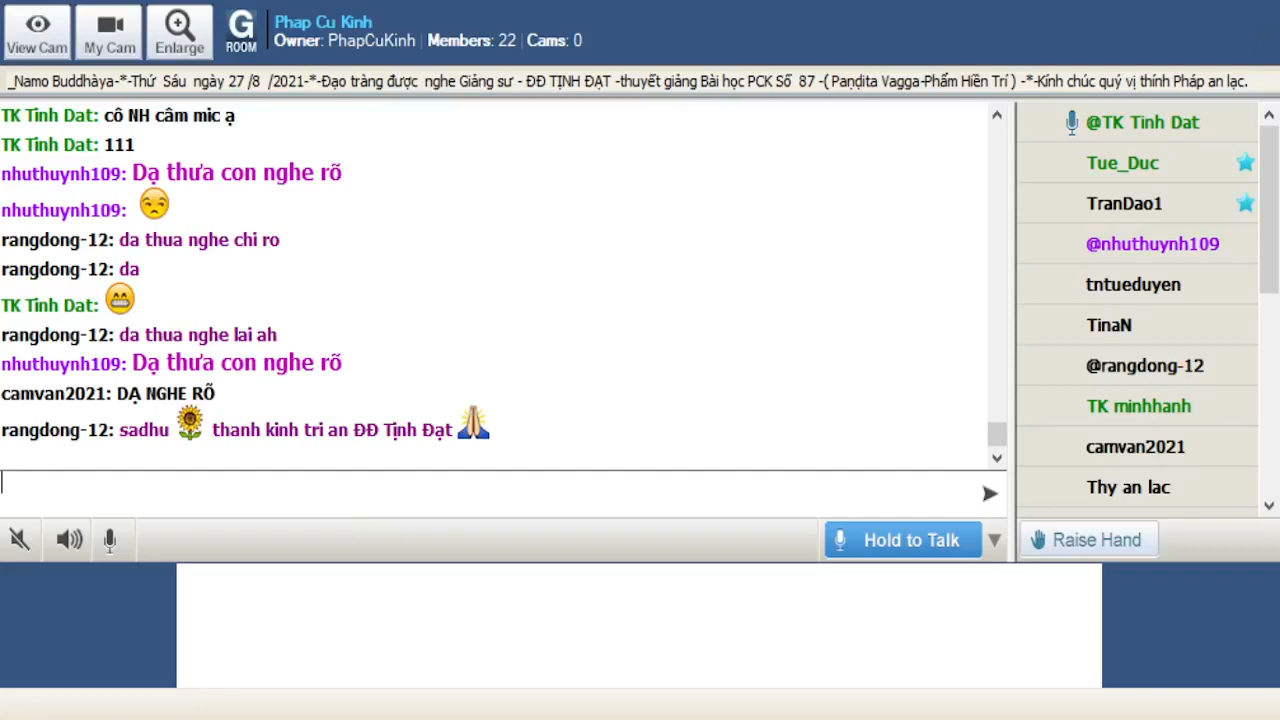 View Cam
My Cam
Enlarge
G
ROOM
Phap Cu Kinh
Owner: PhapCuKinh | Members: 22 | Cams: 0
_Namo Buddhàya-*-Thứ Sáu ngày 27 /8 /2021-*-Đạo tràng được nghe Giảng sư - ĐĐ TỊNH ĐẠT -thuyết giảng Bài học PCK Số 87 -( Paṇḍita Vagga-Phẩm Hiền Trí ) -*-Kính chúc quý vị thính Pháp an lạc.
TK Tinh Dat: cô NH câm mic ạ
TK Tinh Dat: 111
nhuthuynh109: Dạ thưa con nghe rõ
nhuthuynh109:
rangdong-12: da thua nghe chi ro
rangdong-12: da
TK Tinh Dat:
rangdong-12: da thua nghe lai ah
nhuthuynh109: Dạ thưa con nghe rõ
camvan2021: DẠ NGHE RÕ
rangdong-12: sadhu thanh kinh tri an ĐĐ Tịnh Đạt
@TK Tinh Dat
Tue_Duc
TranDao1
@nhuthuynh109
tntueduyen
TinaN
@rangdong-12
TK minhhanh
camvan2021
Thy an lac
Hold to Talk
Raise Hand